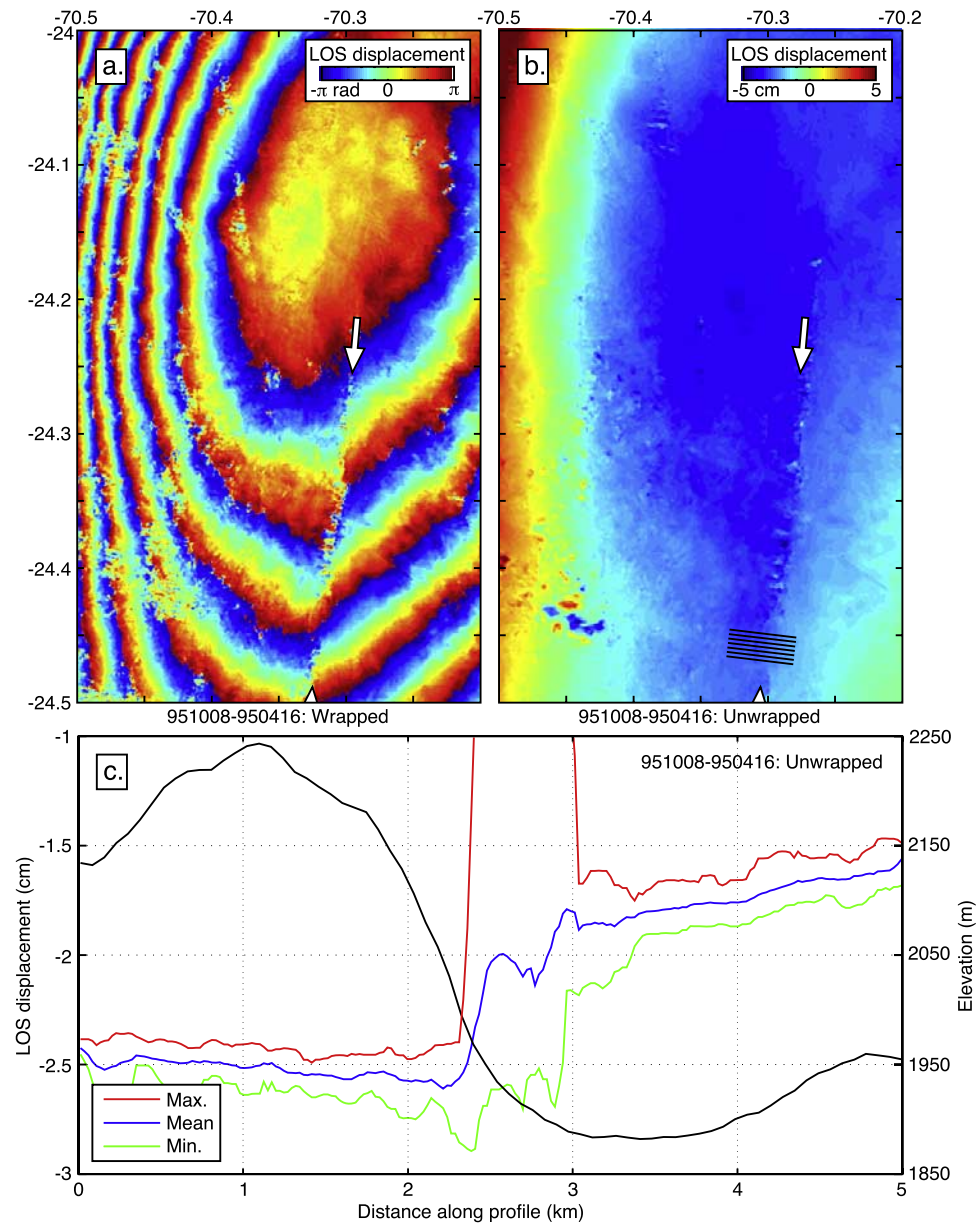 -70.5 -70.4 -70.3 -70.5 -70.4 -70.3 -70.2
-24
-24.1
-24.2
-24.3
-24.4
-24.5
a.
LOS displacement
-π rad 0 π
b.
LOS displacement
-5 cm 0 5
951008-950416: Wrapped
951008-950416: Unwrapped
c.
951008-950416: Unwrapped
LOS displacement (cm)
-1
-1.5
-2
-2.5
-3
Elevation (m)
2250
2150
2050
1950
1850
Max.
Mean
Min.
0 1 2 3 4 5
Distance along profile (km)